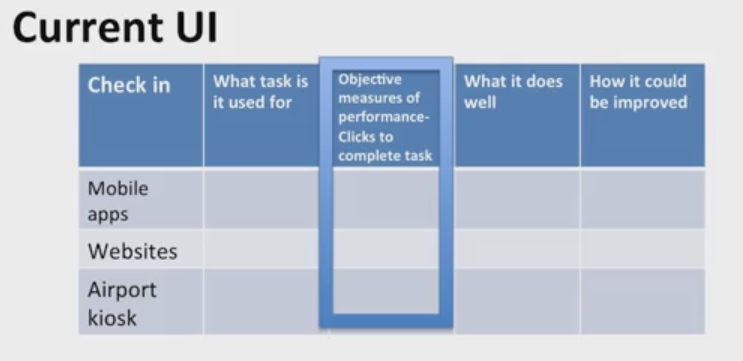 Current UI
Check in
What task is
it used for
Objective
measures of
performance-
Clicks to
complete task
What it does
well
How it could
be improved
Mobile
apps
Websites
Airport
kiosk